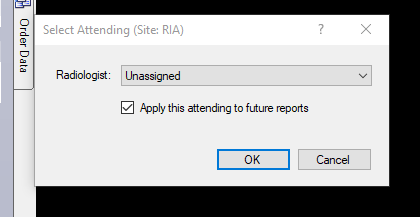 Order Data
Select Attending (Site: RIA)
?
Radiologist:
Unassigned
Apply this attending to future reports
OK
Cancel